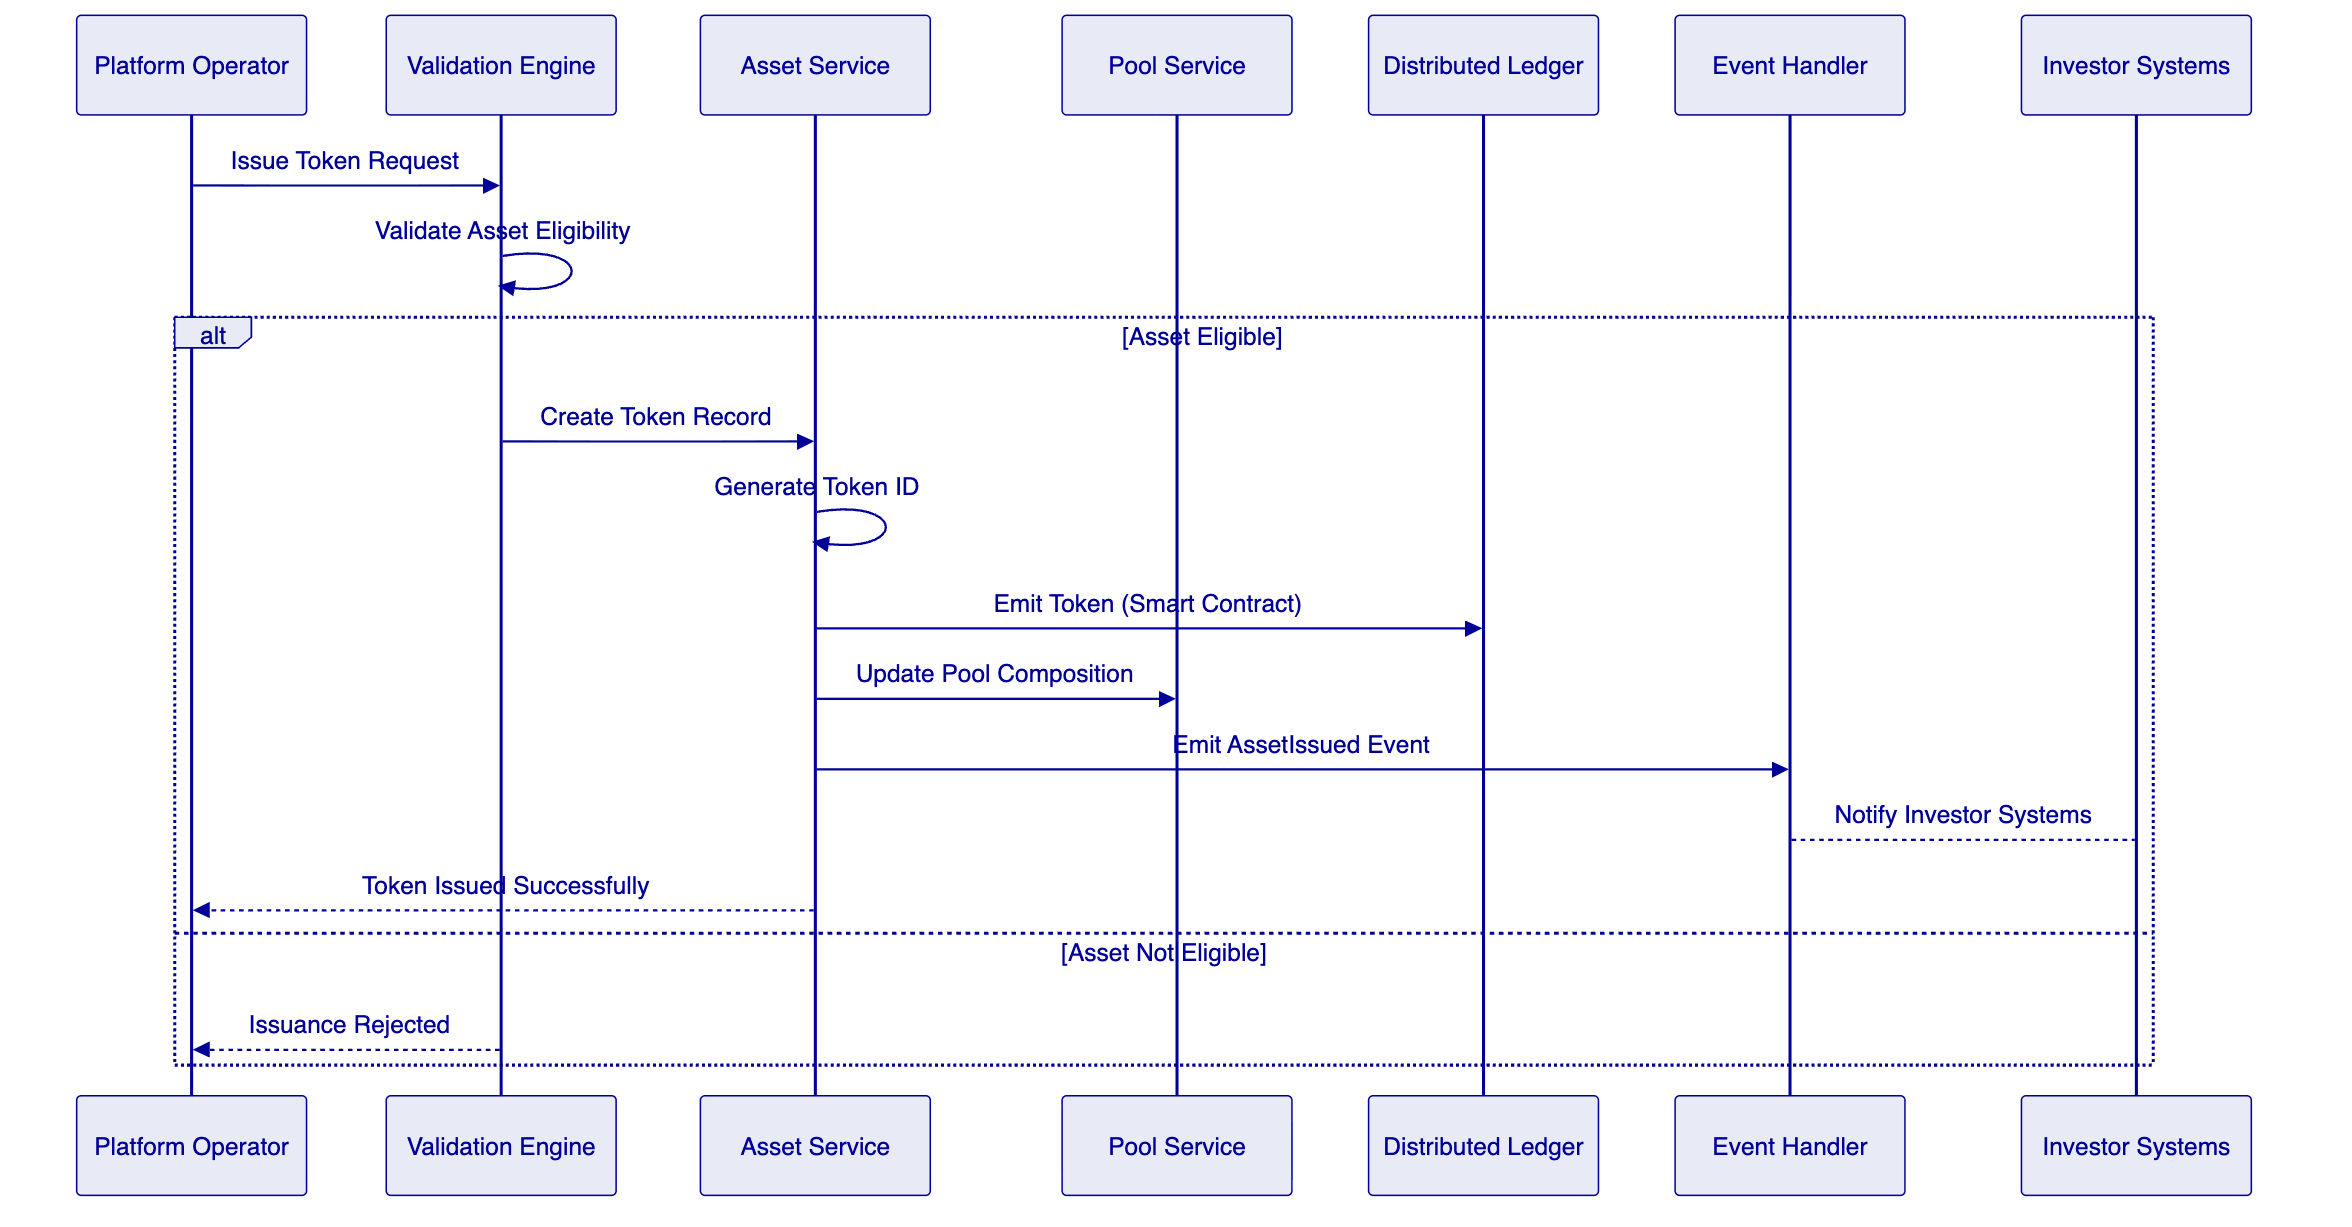 Platform Operator
Validation Engine
Asset Service
Pool Service
Distributed Ledger
Event Handler
Investor Systems
Issue Token Request
Validate Asset Eligibility
alt
[Asset Eligible]
Create Token Record
Generate Token ID
Emit Token (Smart Contract)
Update Pool Composition
Emit AssetIssued Event
Notify Investor Systems
Token Issued Successfully
[Asset Not Eligible]
Issuance Rejected
Platform Operator
Validation Engine
Asset Service
Pool Service
Distributed Ledger
Event Handler
Investor Systems